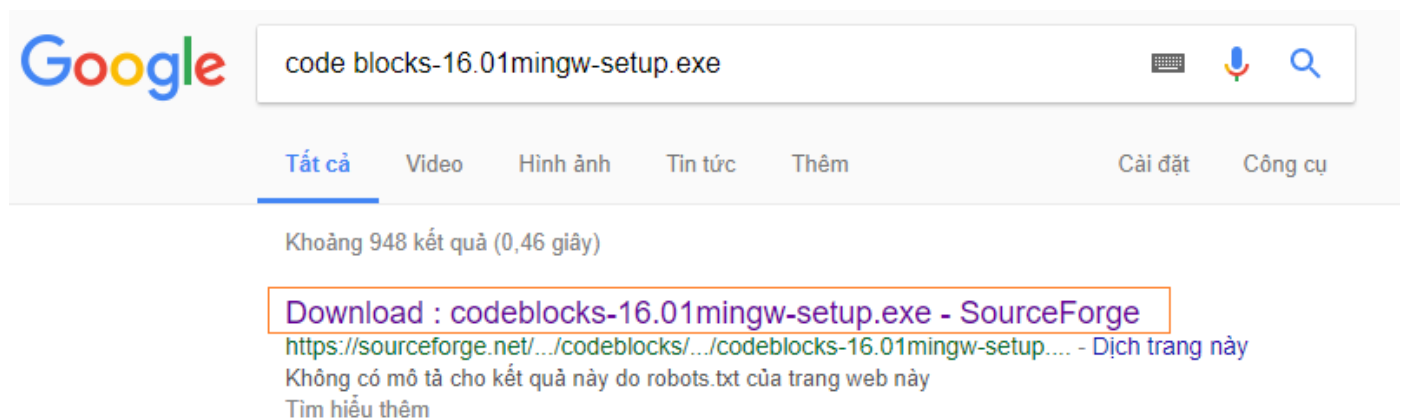 Google
code blocks-16.01mingw-setup.exe
Tất cả Video Hình ảnh Tin tức Thêm Cài đặt Công cụ
Khoảng 948 kết quả (0,46 giây)
Download : codeblocks-16.01mingw-setup.exe - SourceForge
https://sourceforge.net/.../codeblocks/.../codeblocks-16.01mingw-setup.... - Dịch trang này
Không có mô tả cho kết quả này do robots.txt của trang web này
Tìm hiểu thêm